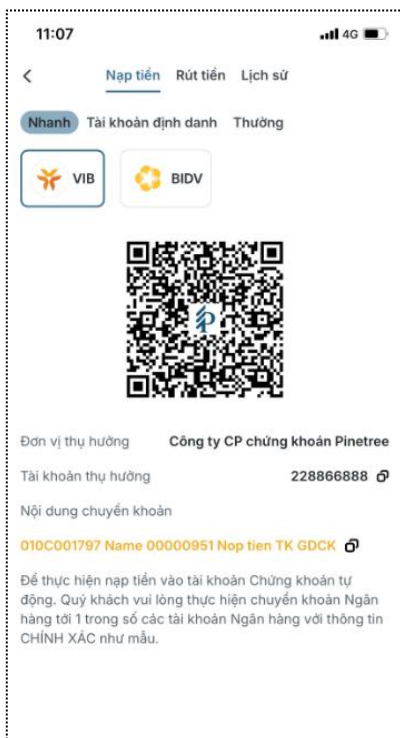 11:07 4G
Nạp tiền Rút tiền Lịch sử
Nhanh Tài khoản định danh Thường
VIB BIDV
Đơn vị thụ hưởng Công ty CP chứng khoán Pinetree
Tài khoản thụ hưởng 228866888
Nội dung chuyển khoản
010C001797 Name 00000951 Nop tien TK GDCK
Để thực hiện nạp tiền vào tài khoản Chứng khoán tự
động. Quý khách vui lòng thực hiện chuyển khoản Ngân
hàng tới 1 trong số các tài khoản Ngân hàng với thông tin
CHÍNH XÁC như mẫu.